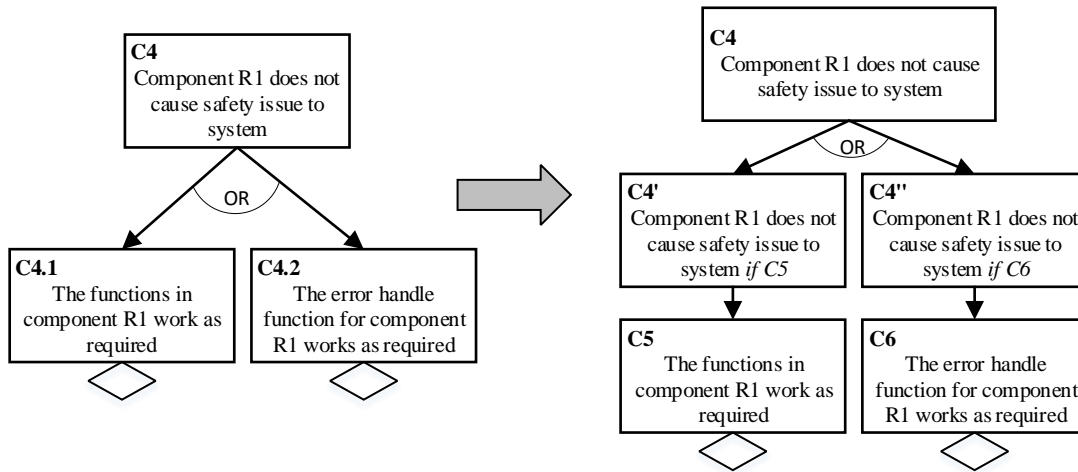 C4
Component R1 does not
cause safety issue to
system
OR
C4.1
The functions in
component R1 work as
required
C4.2
The error handle
function for component
R1 works as required
C4
Component R1 does not cause
safety issue to system
OR
C4'
Component R1 does not
cause safety issue to
system if C5
C4"
Component R1 does not
cause safety issue to
system if C6
C5
The functions in
component R1 work as
required
C6
The error handle
function for component
R1 works as required